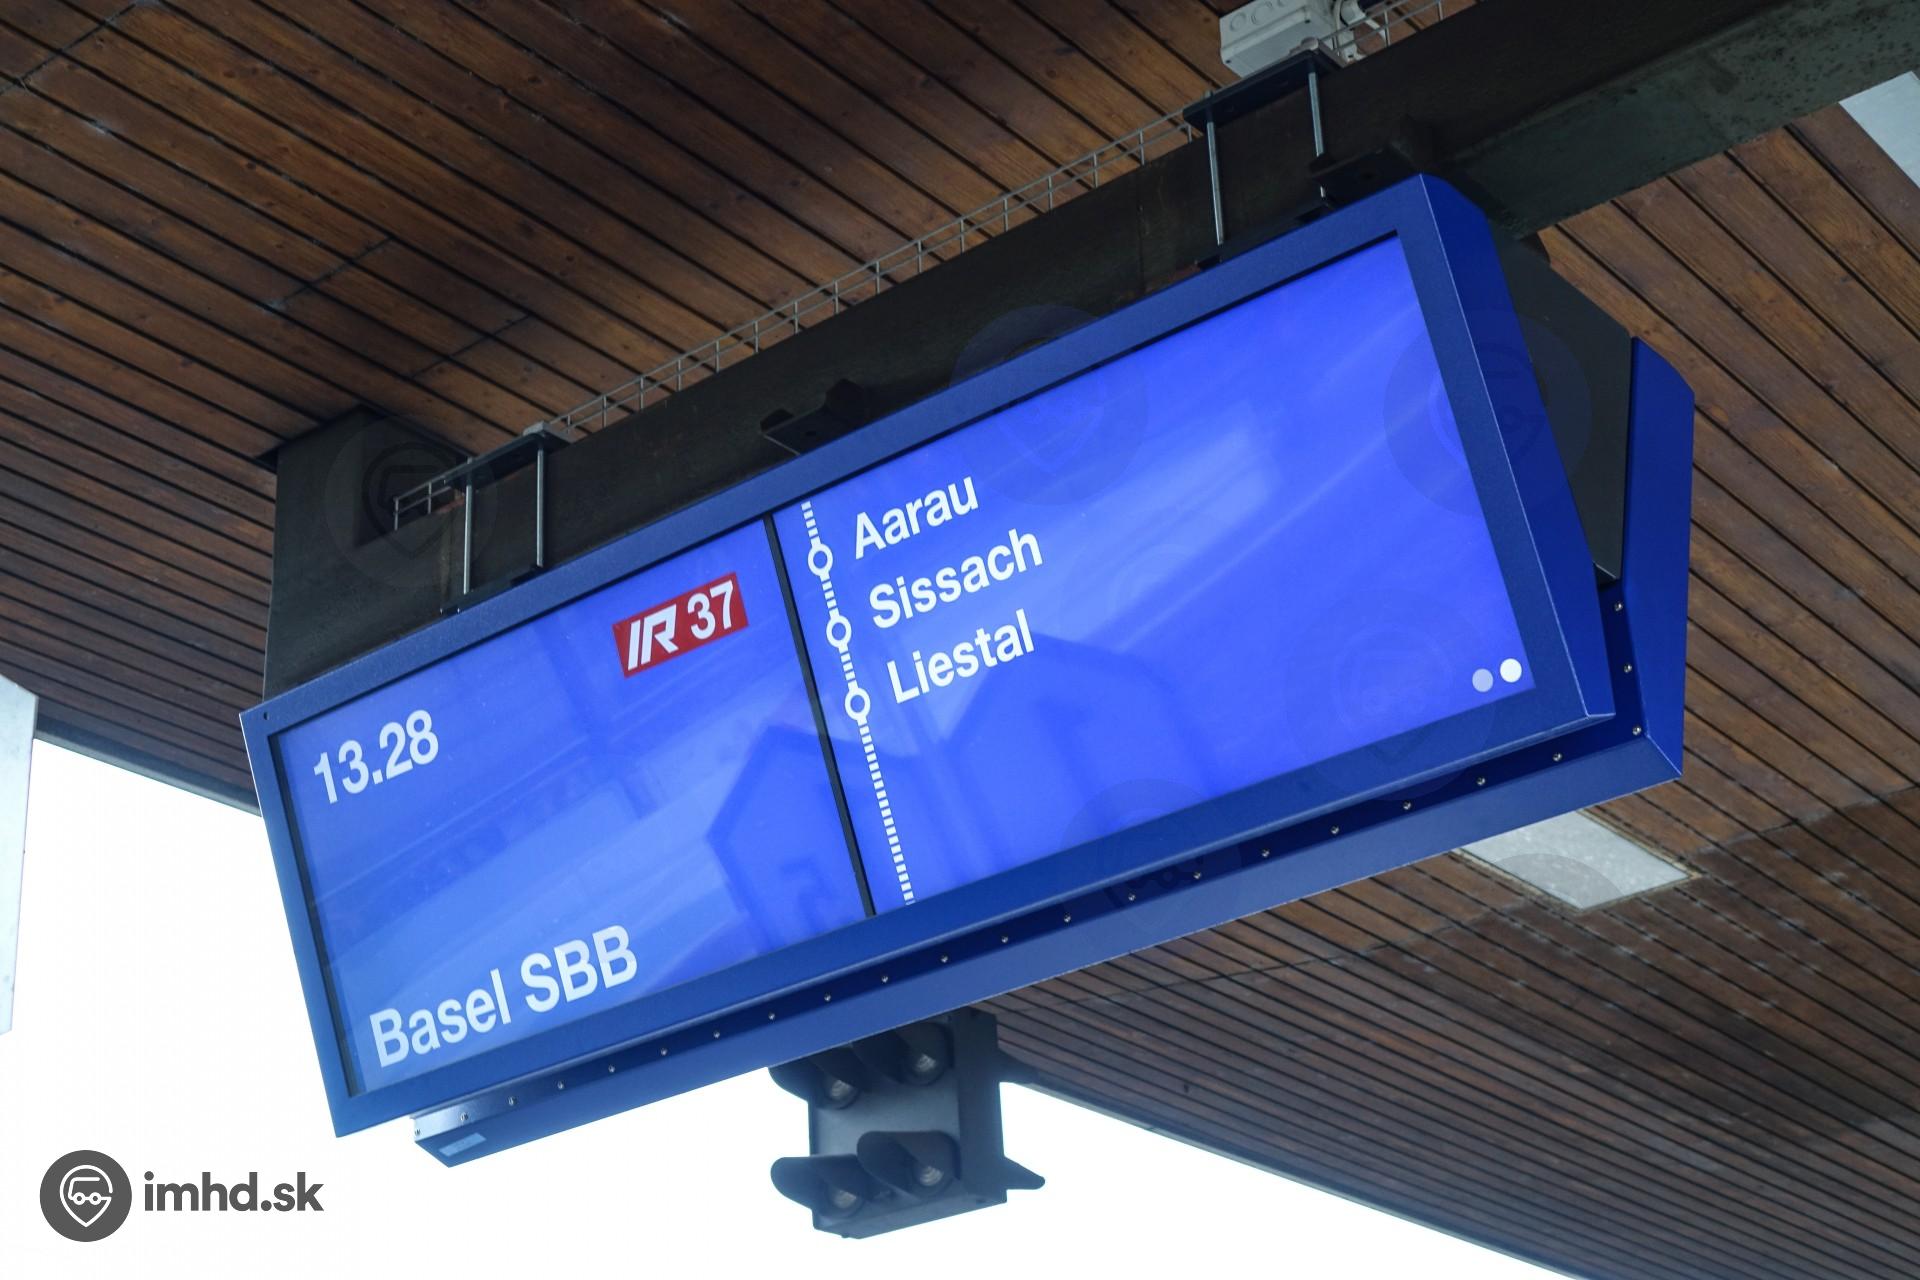 IR 37
13.28
Basel SBB
Aarau
Sissach
Liestal
imhd.sk